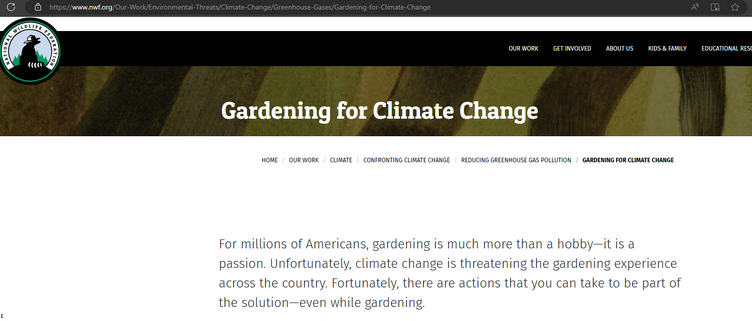 https://www.nwf.org/Our-Work/Environmental-Threats/Climate-Change/Greenhouse-Gases/Gardening-for-Climate-Change
NATIONAL WILDLIFE FEDERATION
OUR WORK GET INVOLVED ABOUT US KIDS & FAMILY EDUCATIONAL RESO
Gardening for Climate Change
HOME / OUR WORK / CLIMATE / CONFRONTING CLIMATE CHANGE / REDUCING GREENHOUSE GAS POLLUTION / GARDENING FOR CLIMATE CHANGE
For millions of Americans, gardening is much more than a hobby—it is a
passion. Unfortunately, climate change is threatening the gardening experience
across the country. Fortunately, there are actions that you can take to be part of
the solution—even while gardening.